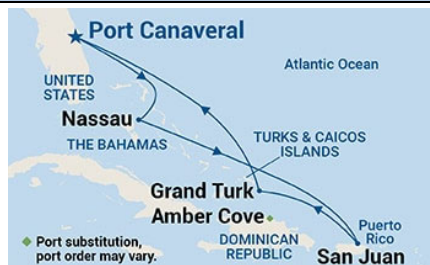 Port Canaveral
Atlantic Ocean
UNITED
STATES
Nassau
THE BAHAMAS
TURKS & CAICOS
ISLANDS
Grand Turk
Amber Cove
Puerto
Rico
DOMINICAN
REPUBLIC
San Juan
Port substitution,
port order may vary.